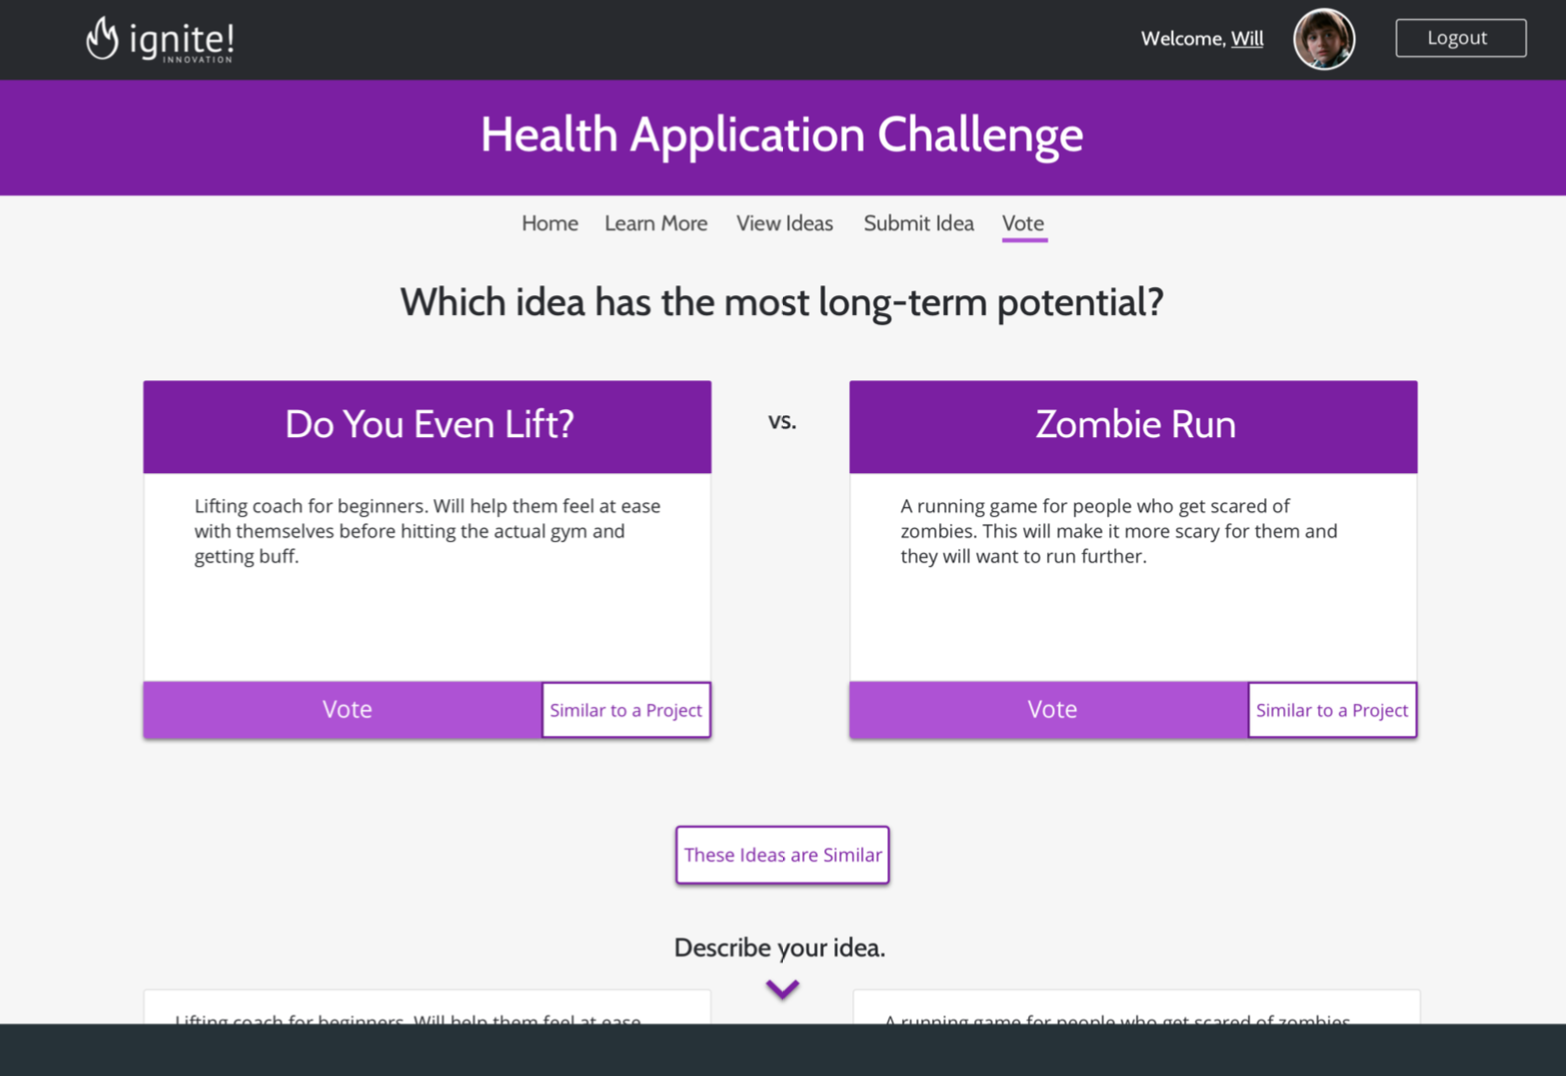 ignite!
INNOVATION
Welcome, Will
Logout
Health Application Challenge
Home Learn More View Ideas Submit Idea Vote
Which idea has the most long-term potential?
Do You Even Lift?
Lifting coach for beginners. Will help them feel at ease
with themselves before hitting the actual gym and
getting buff.
Vote
Similar to a Project
vs.
Zombie Run
A running game for people who get scared of
zombies. This will make it more scary for them and
they will want to run further.
Vote
Similar to a Project
These Ideas are Similar
Describe your idea.
Lifting coach for beginners. Will help them feel at ease
A running game for people who get scared of zombies.